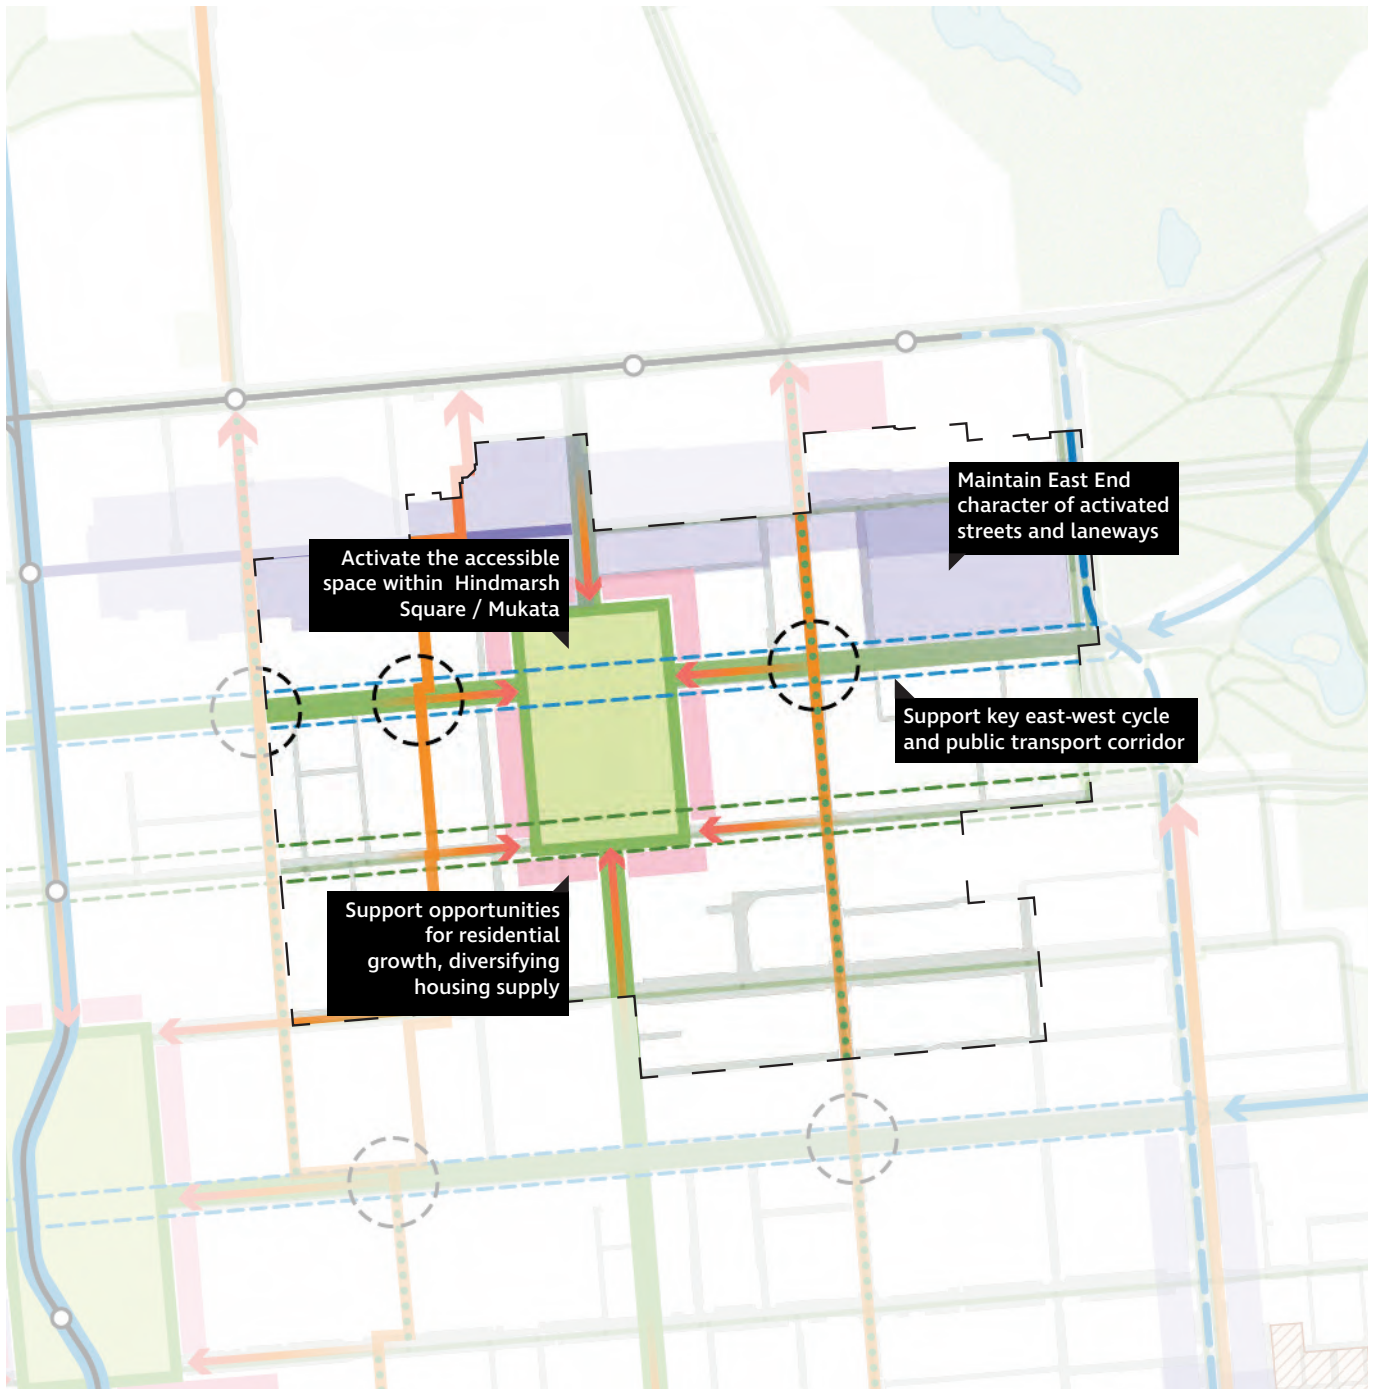 Maintain East End
character of activated
streets and laneways
Activate the accessible
space within Hindmarsh
Square / Mukata
Support key east-west cycle
and public transport corridor
Support opportunities
for residential
growth, diversifying
housing supply